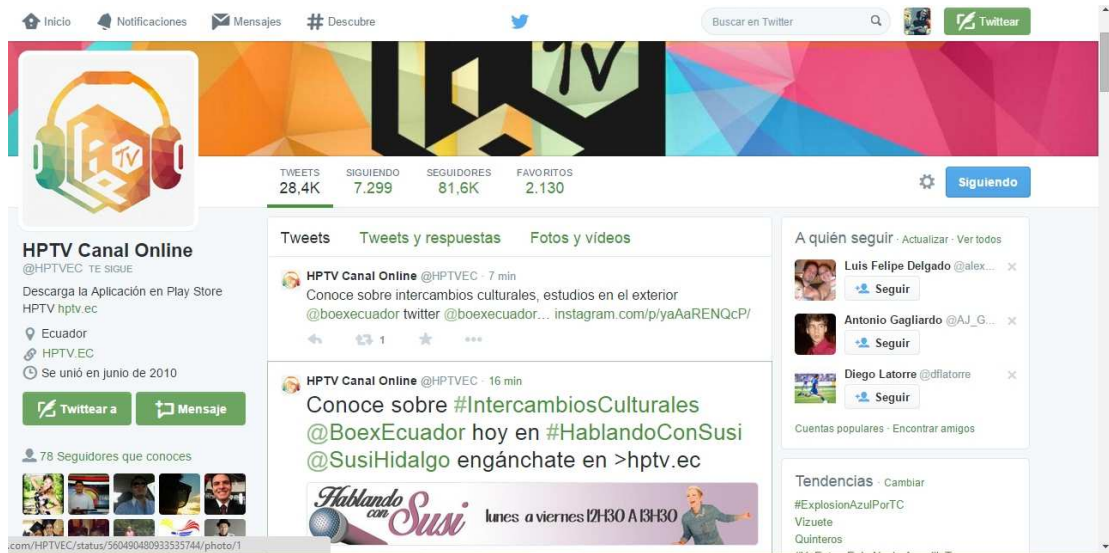 Inicio Notificaciones Mensajes # Descubre Buscar en Twitter Twittear
TV
TV
TWEETS SIGUIENDO SEGUIDORES FAVORITOS
28,4K 7.299 81,6K 2.130
Siguiendo
HPTV Canal Online
@HPTVEC TE SIGUE
Descarga la Aplicación en Play Store
HPTV hptv.ec
Ecuador
HPTV.EC
Se unió en junio de 2010
Twittear a Mensaje
78 Seguidores que conoces
.com/HPTVEC/status/560490480933535744/photo/1
Tweets Tweets y respuestas Fotos y vídeos
HPTV Canal Online @HPTVEC · 7 min
Conoce sobre intercambios culturales, estudios en el exterior
@boexecuador twitter @boexecuador... instagram.com/p/yaAaRENQcP/
1
HPTV Canal Online @HPTVEC · 16 min
Conoce sobre #IntercambiosCulturales
@BoexEcuador hoy en #HablandoConSusi
@SusiHidalgo engánchate en >hptv.ec
Hablando
con Susi lunes a viernes 12H30 A 13H30
A quién seguir · Actualizar · Ver todos
Luis Felipe Delgado @alex...
Seguir
Antonio Gagliardo @AJ_G...
Seguir
Diego Latorre @dflatorre
Seguir
Cuentas populares · Encontrar amigos
Tendencias · Cambiar
#ExplosionAzulPorTC
Vizuete
Quinteros